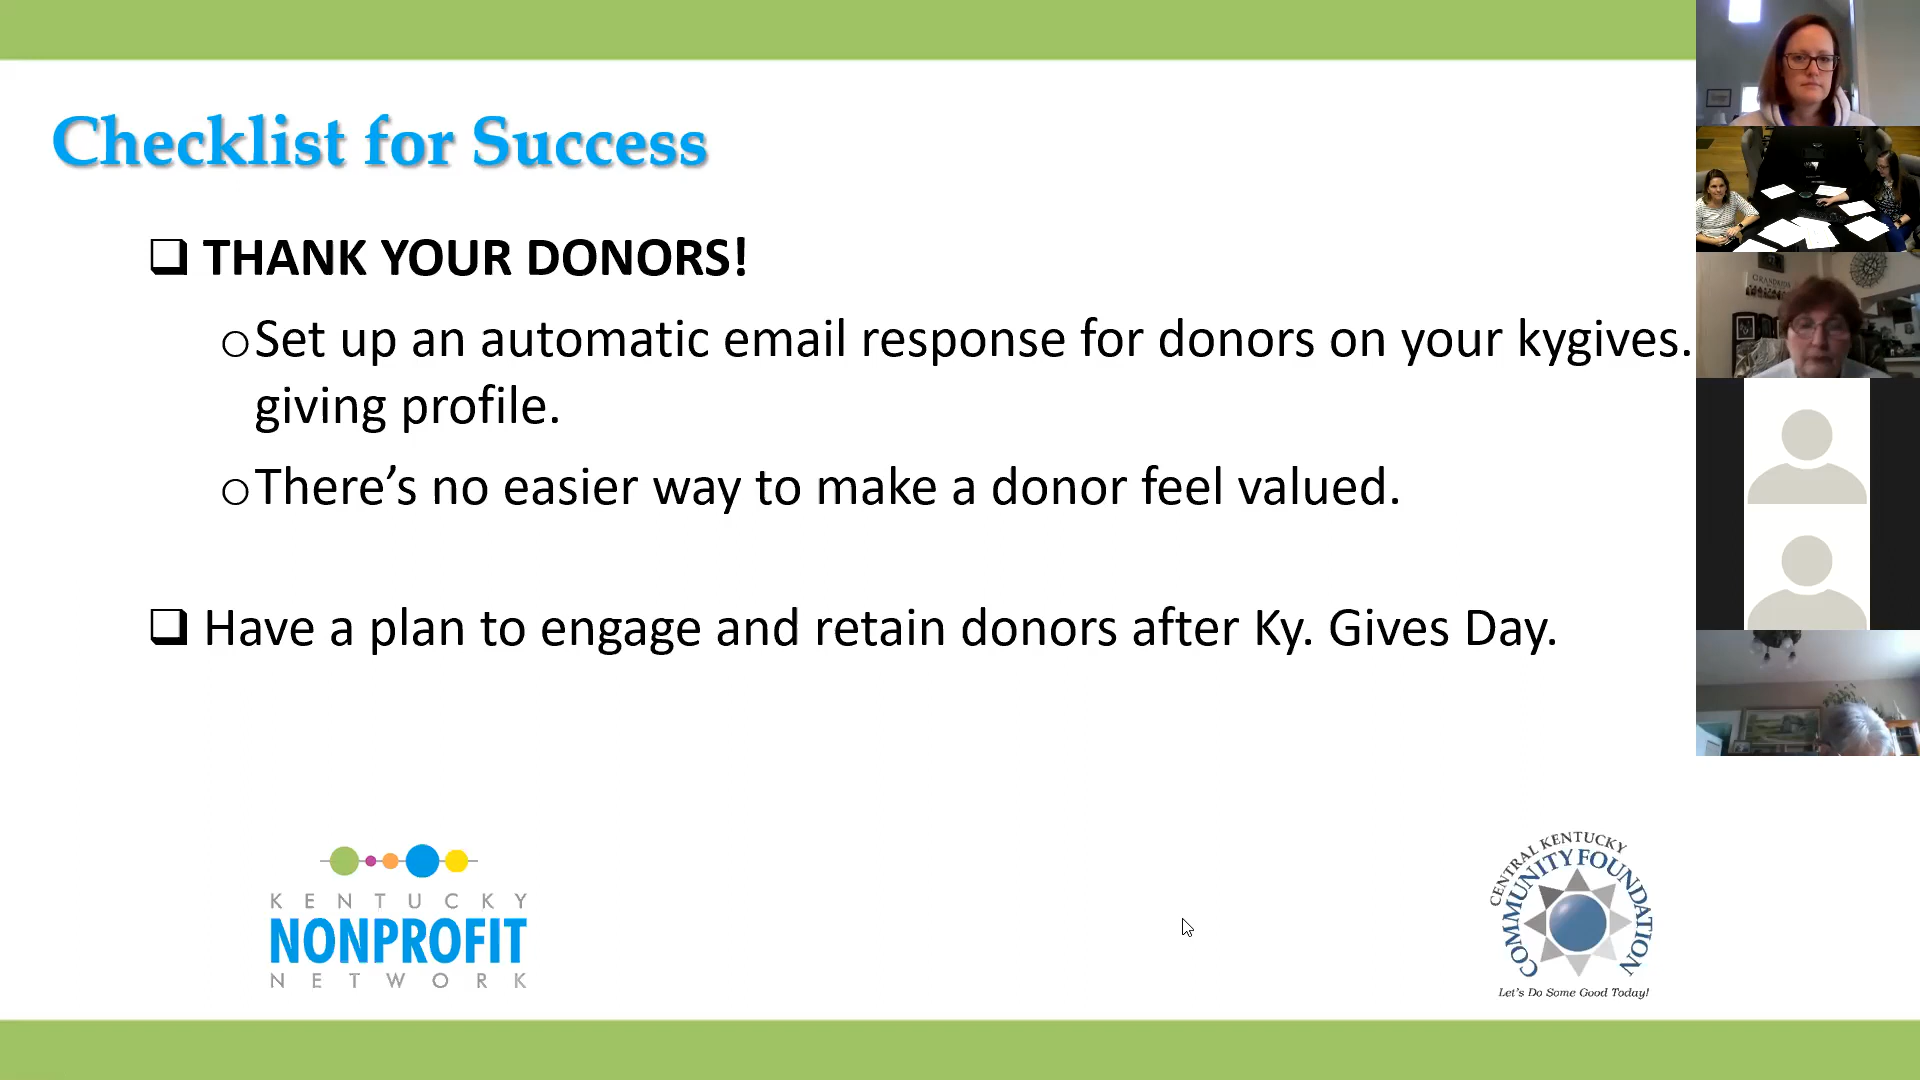 Checklist for Success
THANK YOUR DONORS!
Set up an automatic email response for donors on your kygives.
giving profile.
There's no easier way to make a donor feel valued.
Have a plan to engage and retain donors after Ky. Gives Day.
KENTUCKY
NONPROFIT
NETWORK
CENTRAL KENTUCKY
COMMUNITY FOUNDATION
Let's Do Some Good Today!
GRANDKIDS